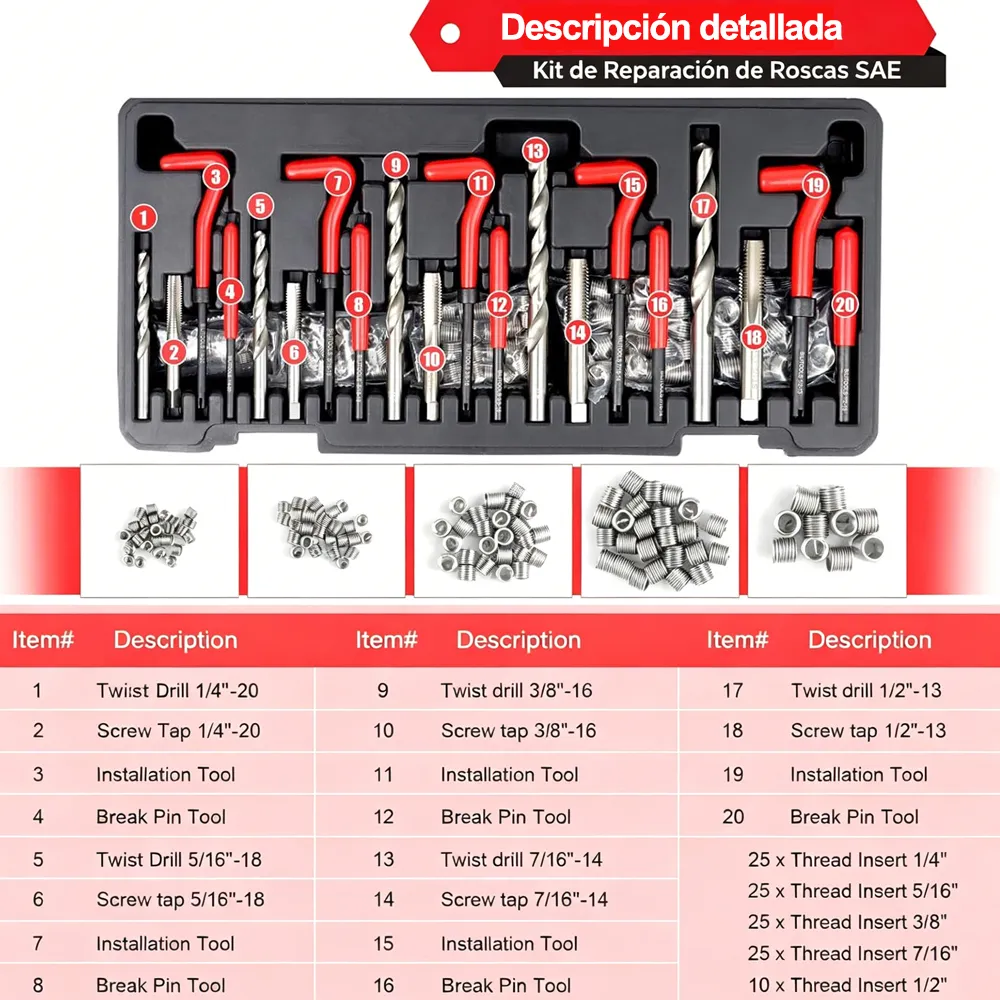 Descripción detallada
Kit de Reparación de Roscas SAE
1
2
3
4
5
6
7
8
9
10
11
12
13
14
15
16
17
18
19
20
Item# Description Item# Description Item# Description
1 Twist Drill 1/4"-20 9 Twist drill 3/8"-16 17 Twist drill 1/2"-13
2 Screw Tap 1/4"-20 10 Screw tap 3/8"-16 18 Screw tap 1/2"-13
3 Installation Tool 11 Installation Tool 19 Installation Tool
4 Break Pin Tool 12 Break Pin Tool 20 Break Pin Tool
5 Twist Drill 5/16"-18 13 Twist drill 7/16"-14 25 x Thread Insert 1/4"
6 Screw tap 5/16"-18 14 Screw tap 7/16"-14 25 x Thread Insert 5/16"
25 x Thread Insert 3/8"
7 Installation Tool 15 Installation Tool 25 x Thread Insert 7/16"
8 Break Pin Tool 16 Break Pin Tool 10 x Thread Insert 1/2"